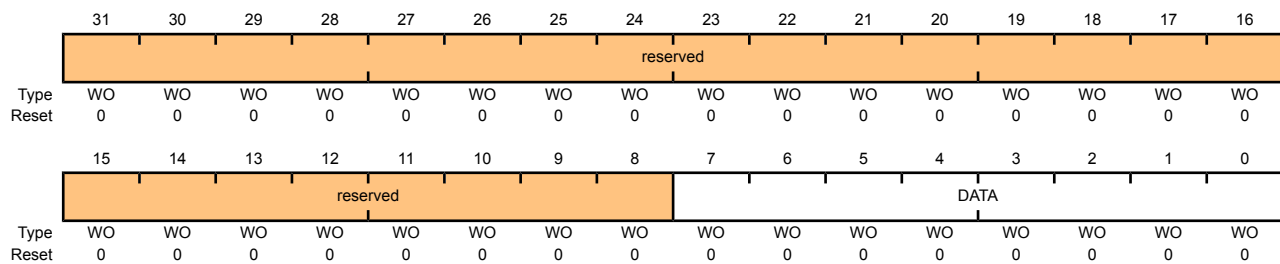 31 30 29 28 27 26 25 24 23 22 21 20 19 18 17 16
reserved
Type WO WO WO WO WO WO WO WO WO WO WO WO WO WO WO WO
Reset 0 0 0 0 0 0 0 0 0 0 0 0 0 0 0 0
15 14 13 12 11 10 9 8 7 6 5 4 3 2 1 0
reserved DATA
Type WO WO WO WO WO WO WO WO WO WO WO WO WO WO WO WO
Reset 0 0 0 0 0 0 0 0 0 0 0 0 0 0 0 0